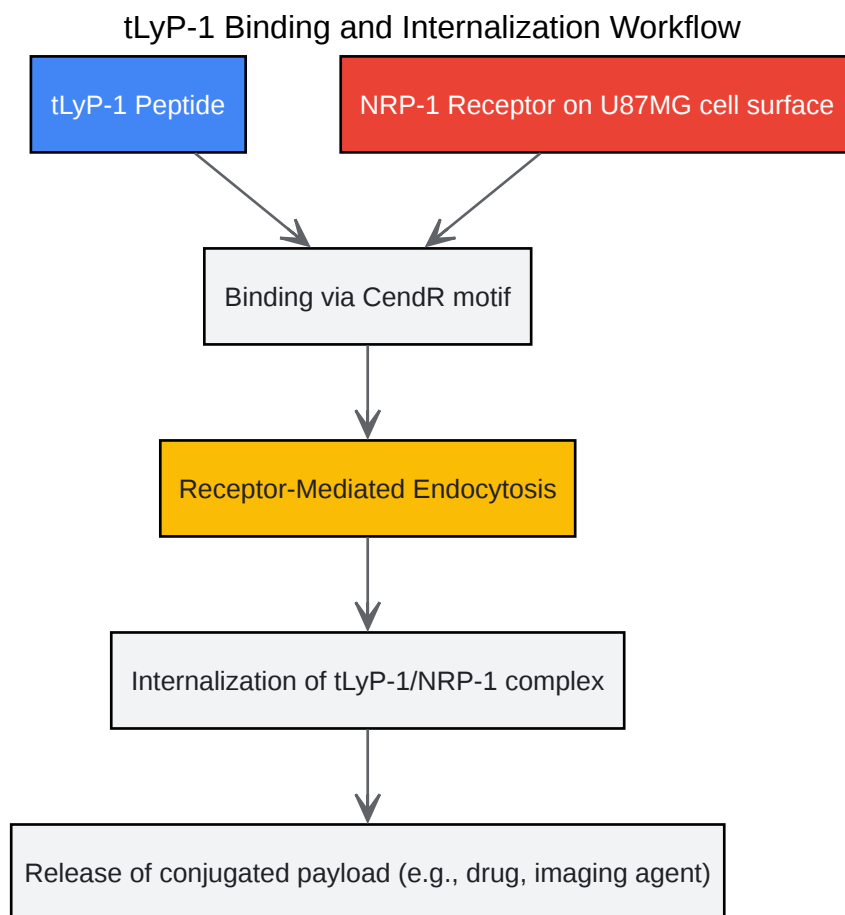 tLyP-1 Binding and Internalization Workflow
tLyP-1 Peptide
NRP-1 Receptor on U87MG cell surface
Binding via CendR motif
Receptor-Mediated Endocytosis
Internalization of tLyP-1/NRP-1 complex
Release of conjugated payload (e.g., drug, imaging agent)